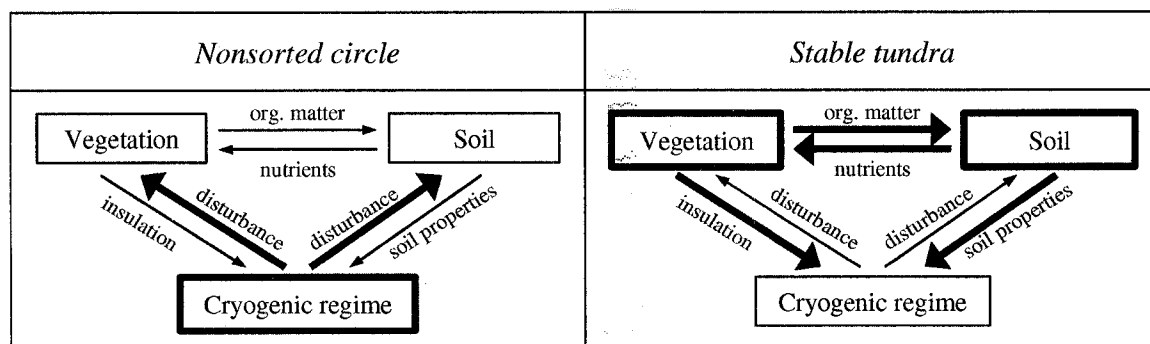 Nonsorted circle
Stable tundra
Vegetation
org. matter
nutrients
Soil
insulation
disturbance
disturbance
soil properties
Cryogenic regime
Vegetation
org. matter
nutrients
Soil
insulation
disturbance
disturbance
soil properties
Cryogenic regime